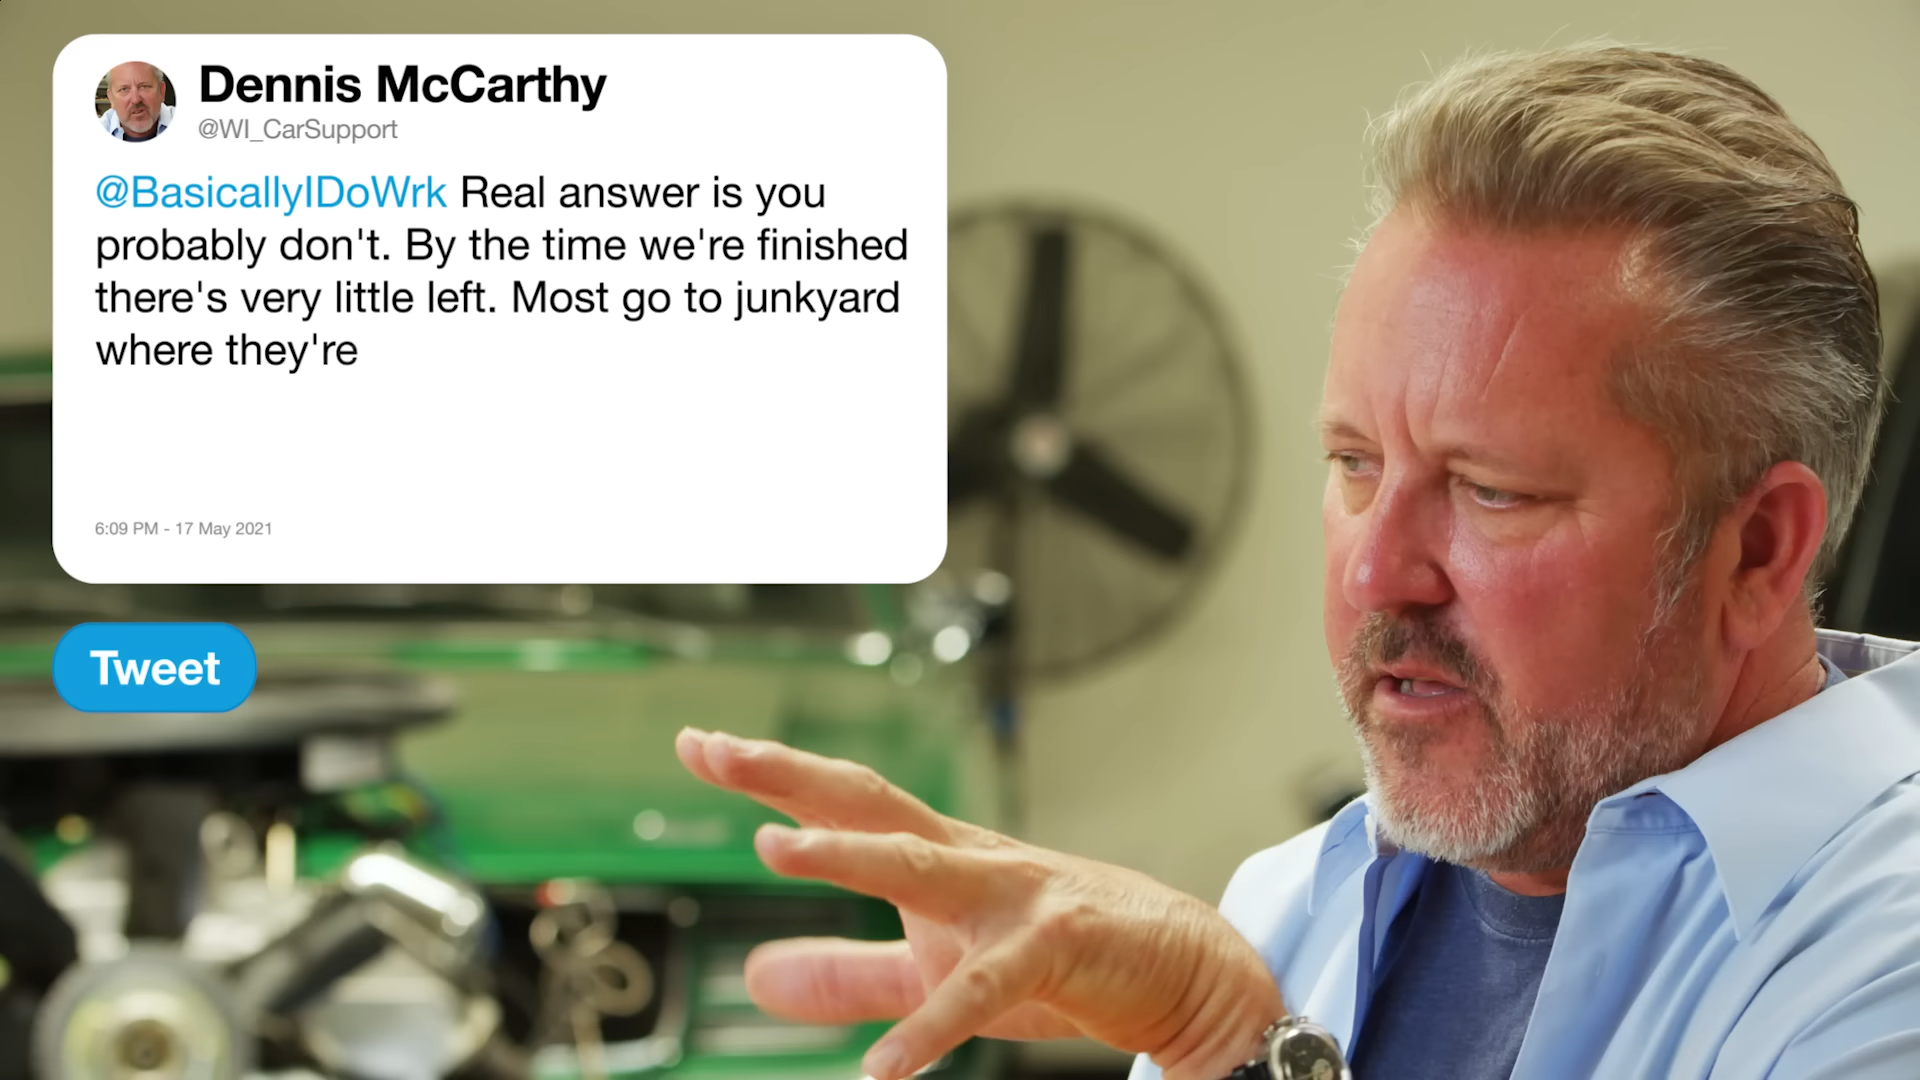 Dennis McCarthy
@WI_CarSupport
@BasicallyIDoWrk Real answer is you
probably don't. By the time we're finished
there's very little left. Most go to junkyard
where they're
6:09 PM - 17 May 2021
Tweet